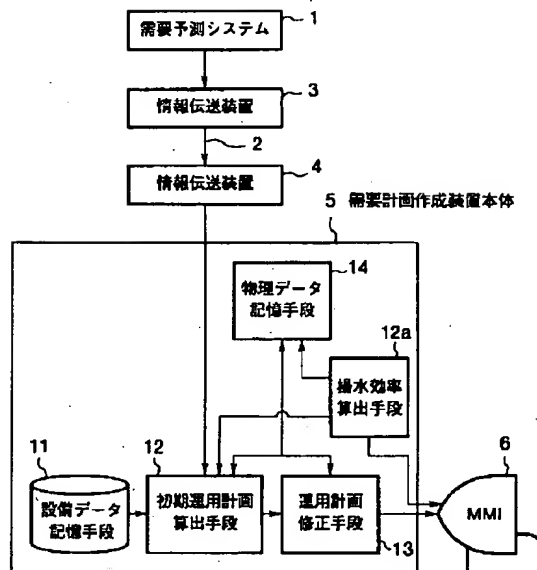 1
需要予測システム
3
情報伝送装置
2
4
情報伝送装置
5 需要計画作成装置本体
14
物理データ
記憶手段
12a
揚水効率
算出手段
11
設備データ
記憶手段
12
初期運用計画
算出手段
運用計画
修正手段
13
6
MMI